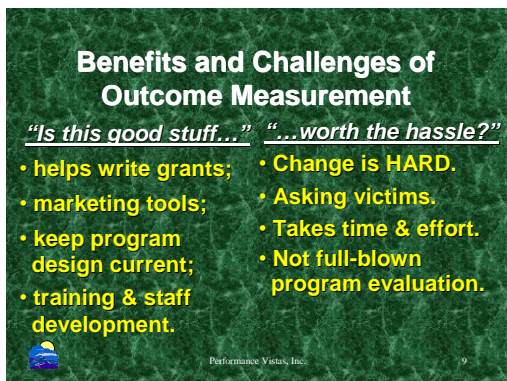 Benefits and Challenges of
Outcome Measurement
“Is this good stuff…”
• helps write grants;
• marketing tools;
• keep program
design current;
• training & staff
development.
“…worth the hassle?”
• Change is HARD.
• Asking victims.
• Takes time & effort.
• Not full-blown
program evaluation.
Performance Vistas, Inc.
9